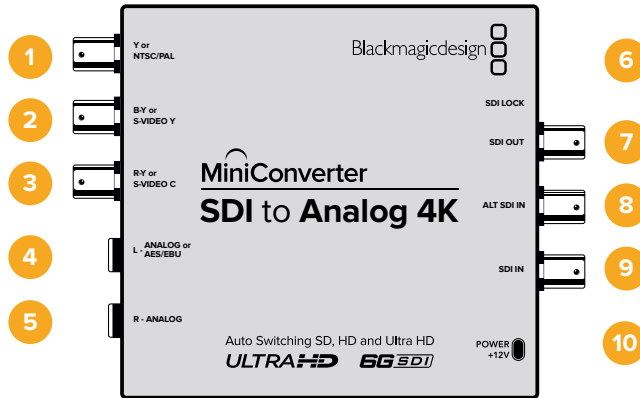 1
Y or
NTSC/PAL
2
B-Y or
S-VIDEO Y
3
R-Y or
S-VIDEO C
4
L - ANALOG or
AES/EBU
5
R - ANALOG
Blackmagicdesign
MiniConverter
SDI to Analog 4K
Auto Switching SD, HD and Ultra HD
ULTRA HD 6G SDI
6
SDI LOCK
7
SDI OUT
8
ALT SDI IN
9
SDI IN
10
POWER
+12V